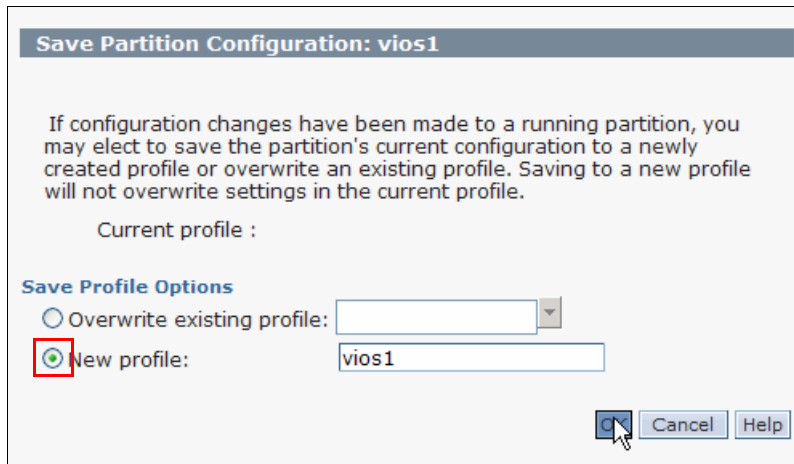 Save Partition Configuration: vios1
If configuration changes have been made to a running partition, you
may elect to save the partition's current configuration to a newly
created profile or overwrite an existing profile. Saving to a new profile
will not overwrite settings in the current profile.
Current profile :
Save Profile Options
Overwrite existing profile:
New profile: vios1
OK Cancel Help